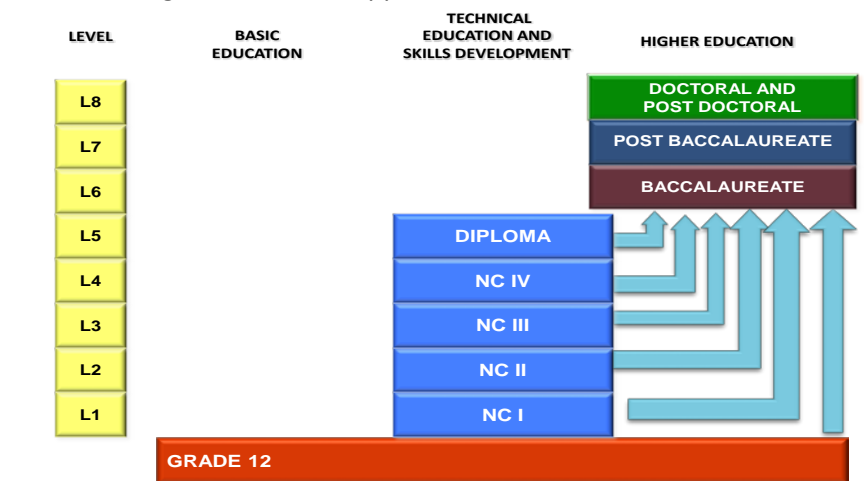 LEVEL
BASIC
EDUCATION
TECHNICAL
EDUCATION AND
SKILLS DEVELOPMENT
HIGHER EDUCATION
L8
DOCTORAL AND
POST DOCTORAL
L7
POST BACCALAUREATE
L6
BACCALAUREATE
L5
DIPLOMA
L4
NC IV
L3
NC III
L2
NC II
L1
NC I
GRADE 12